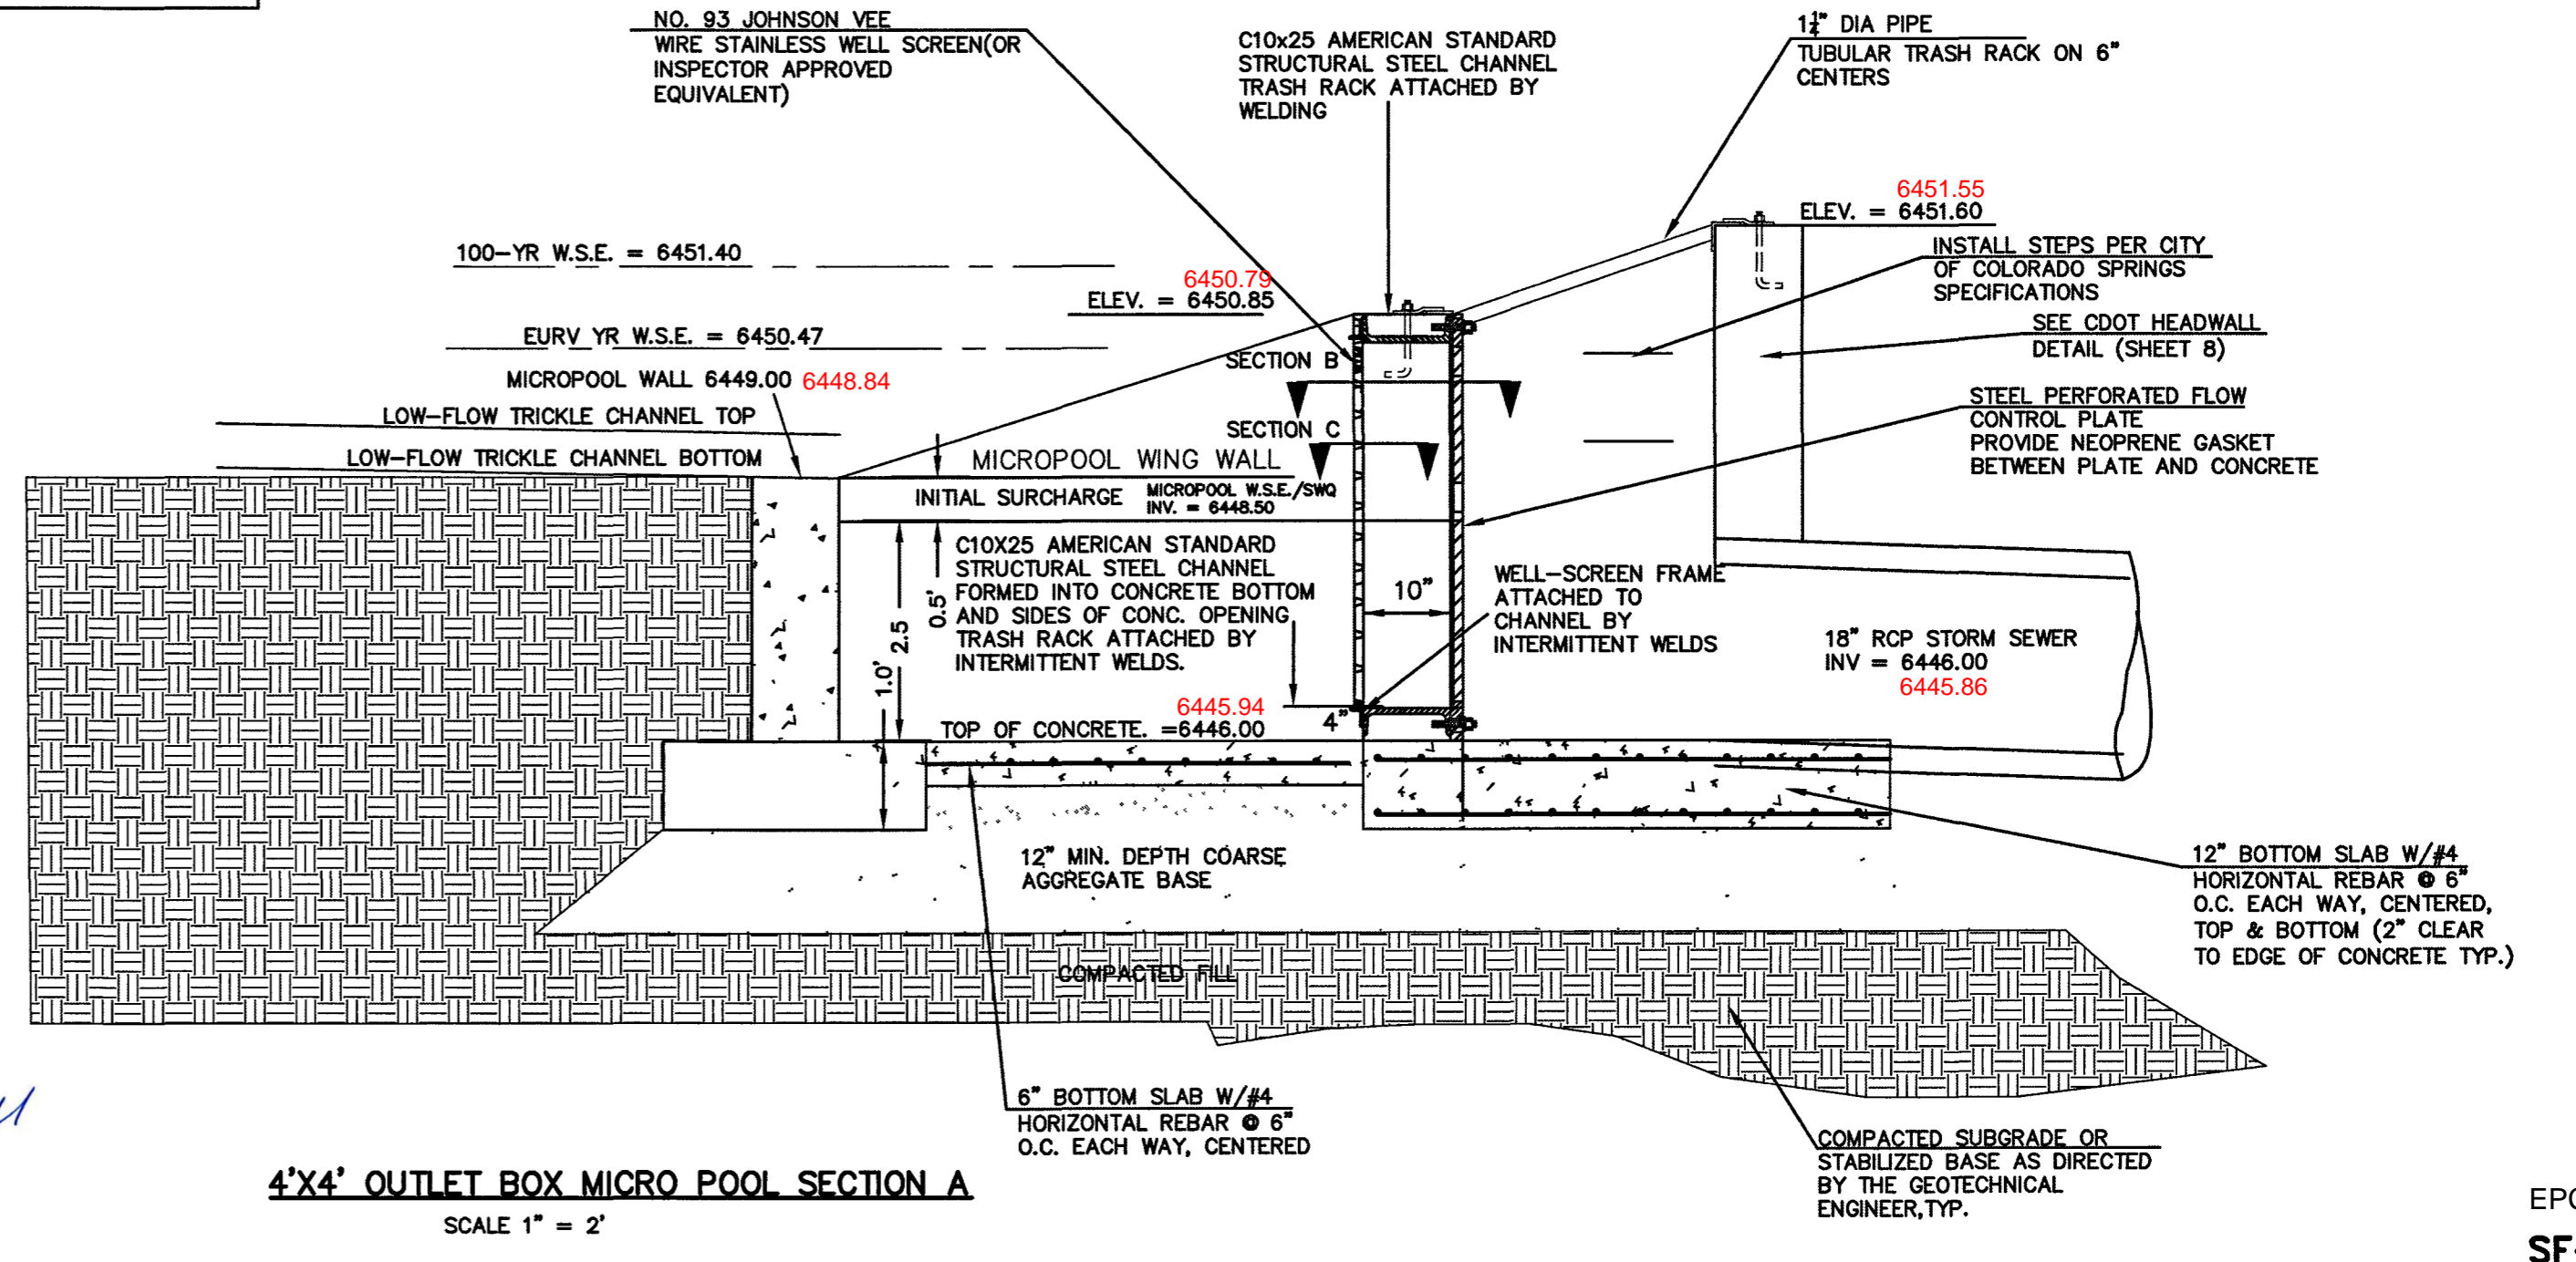 NO. 93 JOHNSON VEE
WIRE STAINLESS WELL SCREEN(OR
INSPECTOR APPROVED
EQUIVALENT)
C10x25 AMERICAN STANDARD
STRUCTURAL STEEL CHANNEL
TRASH RACK ATTACHED BY
WELDING
1¼" DIA PIPE
TUBULAR TRASH RACK ON 6"
CENTERS
6451.55
ELEV. = 6451.60
100-YR W.S.E. = 6451.40
6450.79
ELEV. = 6450.85
INSTALL STEPS PER CITY
OF COLORADO SPRINGS
SPECIFICATIONS
EURV YR W.S.E. = 6450.47
SEE CDOT HEADWALL
DETAIL (SHEET 8)
SECTION B
MICROPOOL WALL 6449.00 6448.84
STEEL PERFORATED FLOW
CONTROL PLATE
PROVIDE NEOPRENE GASKET
BETWEEN PLATE AND CONCRETE
LOW-FLOW TRICKLE CHANNEL TOP
SECTION C
LOW-FLOW TRICKLE CHANNEL BOTTOM
MICROPOOL WING WALL
INITIAL SURCHARGE
MICROPOOL W.S.E./SWQ
INV. = 6448.50
C10X25 AMERICAN STANDARD
STRUCTURAL STEEL CHANNEL
FORMED INTO CONCRETE BOTTOM
AND SIDES OF CONC. OPENING
TRASH RACK ATTACHED BY
INTERMITTENT WELDS.
0.5'
2.5
1.0'
10"
WELL-SCREEN FRAME
ATTACHED TO
CHANNEL BY
INTERMITTENT WELDS
18" RCP STORM SEWER
INV = 6446.00
6445.86
6445.94
TOP OF CONCRETE. =6446.00
4"
12" MIN. DEPTH COARSE
AGGREGATE BASE
12" BOTTOM SLAB W/#4
HORIZONTAL REBAR @ 6"
O.C. EACH WAY, CENTERED,
TOP & BOTTOM (2" CLEAR
TO EDGE OF CONCRETE TYP.)
COMPACTED FILL
6" BOTTOM SLAB W/#4
HORIZONTAL REBAR @ 6"
O.C. EACH WAY, CENTERED
COMPACTED SUBGRADE OR
STABILIZED BASE AS DIRECTED
BY THE GEOTECHNICAL
ENGINEER,TYP.
4'X4' OUTLET BOX MICRO POOL SECTION A
SCALE 1" = 2'